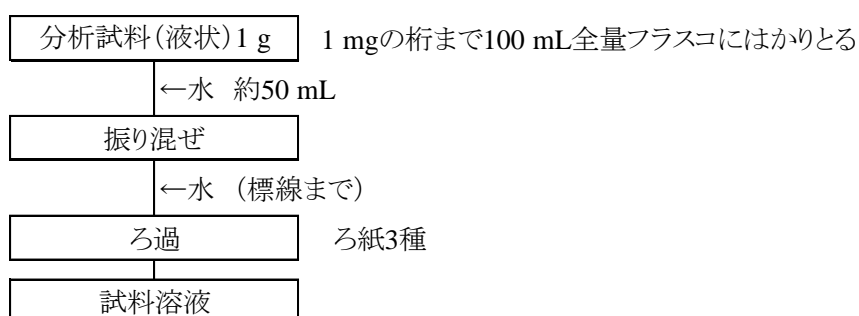 分析試料(液状)1 g 1 mgの桁まで100 mL全量フラスコにはかりとる
←水 約50 mL
振り混ぜ
←水 (標線まで)
ろ過 ろ紙3種
試料溶液